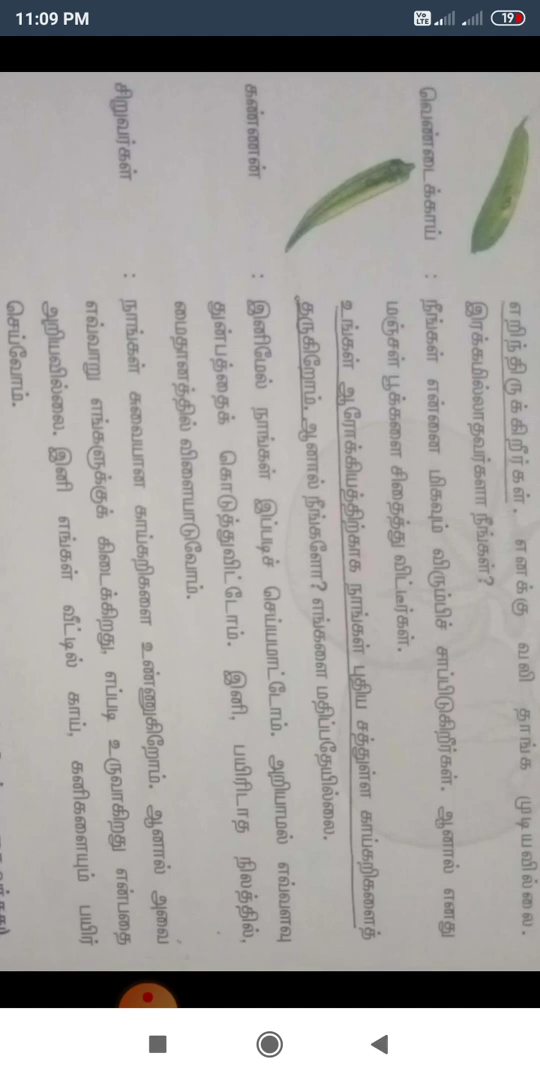 11:09 PM
Vo
LTE
19
எறிந்திருக்கிறீர்கள். எனக்கு வலி தாங்க முடியவில்லை.
இரக்கமில்லாதவர்களா நீங்கள்?
வெண்டைக்காய் : நீங்கள் என்னை மிகவும் விரும்பிச் சாப்பிடுகிறீர்கள். ஆனால் எனது
மஞ்சள் பூக்களை சிதைத்து விட்டீர்கள்.
உங்கள் ஆரோக்கியத்திற்காக நாங்கள் புதிய சத்துள்ள காய்கறிகளைத்
தருகிறோம். ஆனால் நீங்களோ? எங்களை மதிப்பதேயில்லை.
கண்ணன் : இனிமேல் நாங்கள் இப்படிச் செய்யமாட்டோம். அறியாமல் எவ்வளவு
துன்பத்தைக் கொடுத்துவிட்டோம். இனி, பயிரிடாத நிலத்தில்,
மைதானத்தில் விளையாடுவோம்.
சிறுவர்கள் : நாங்கள் சுவையான காய்கறிகளை உண்ணுகிறோம். ஆனால் அவை
எவ்வாறு எங்களுக்குக் கிடைக்கிறது, எப்படி உருவாகிறது என்பதை
அறியவில்லை. இனி எங்கள் வீட்டில் காய், கனிகளையும் பயிர்
செய்வோம்.